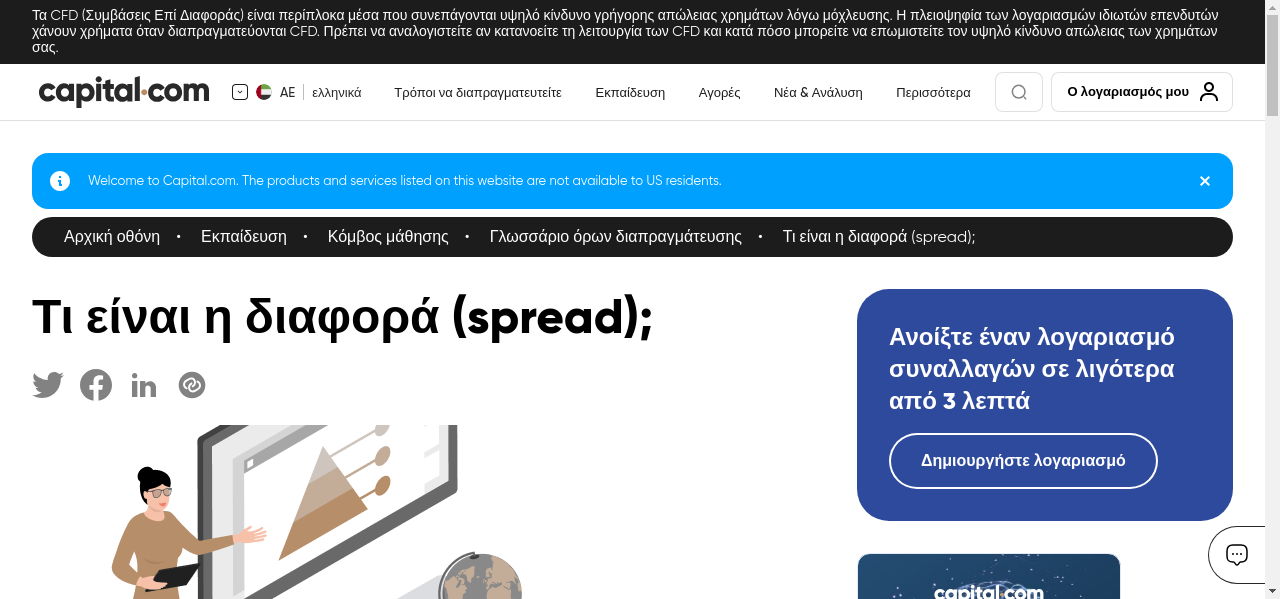 Τα CFD (Συμβάσεις Επί Διαφοράς) είναι περίπλοκα μέσα που συνεπάγονται υψηλό κίνδυνο γρήγορης απώλειας χρημάτων λόγω μόχλευσης. Η πλειοψηφία των λογαριασμών ιδιωτών επενδυτών
χάνουν χρήματα όταν διαπραγματεύονται CFD. Πρέπει να αναλογιστείτε αν κατανοείτε τη λειτουργία των CFD και κατά πόσο μπορείτε να επωμιστείτε τον υψηλό κίνδυνο απώλειας των χρημάτων
σας.
capital.com
AE
ελληνικά
Τρόποι να διαπραγματευτείτε
Εκπαίδευση
Αγορές
Νέα & Ανάλυση
Περισσότερα
Ο λογαριασμός μου
Welcome to Capital.com. The products and services listed on this website are not available to US residents.
Αρχική οθόνη • Εκπαίδευση • Κόμβος μάθησης • Γλωσσάριο όρων διαπραγμάτευσης • Τι είναι η διαφορά (spread);
Τι είναι η διαφορά (spread);
Ανοίξτε έναν λογαριασμό
συναλλαγών σε λιγότερα
από 3 λεπτά
Δημιουργήστε λογαριασμό
capital.com